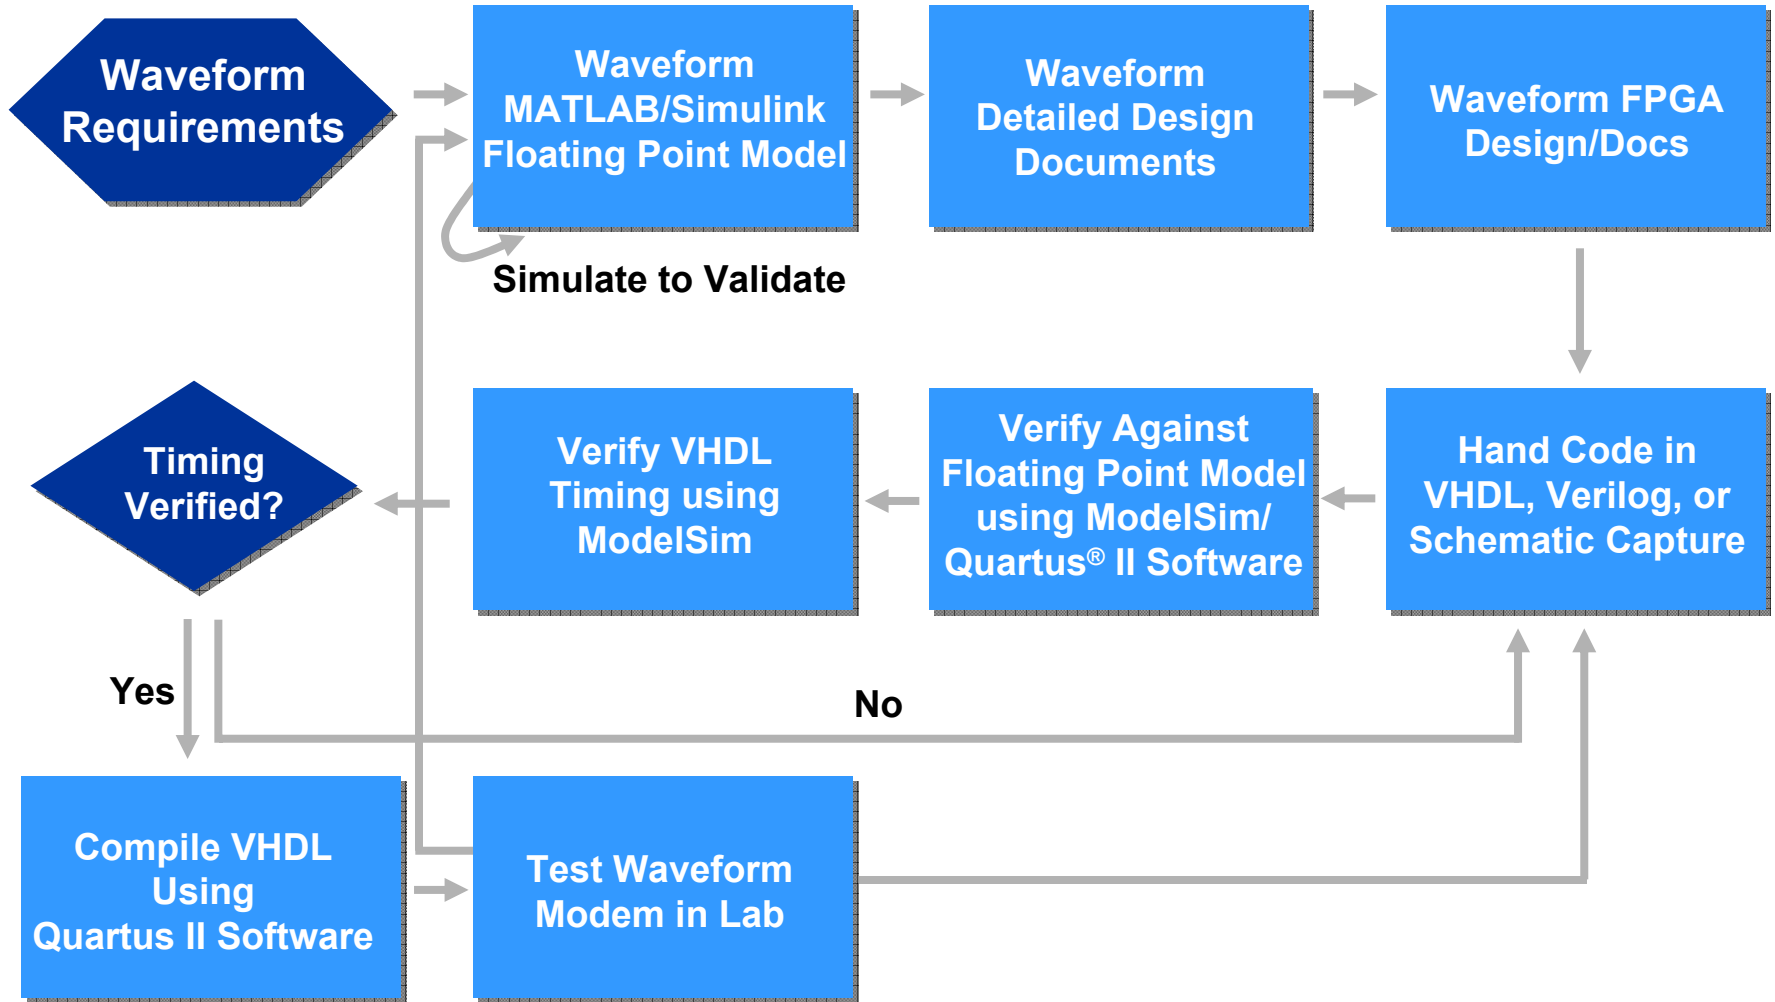 Waveform
Requirements
Waveform
MATLAB/Simulink
Floating Point Model
Waveform
Detailed Design
Documents
Waveform FPGA
Design/Docs
Simulate to Validate
Timing
Verified?
Verify VHDL
Timing using
ModelSim
Verify Against
Floating Point Model
using ModelSim/
Quartus® II Software
Hand Code in
VHDL, Verilog, or
Schematic Capture
Yes
No
Compile VHDL
Using
Quartus II Software
Test Waveform
Modem in Lab